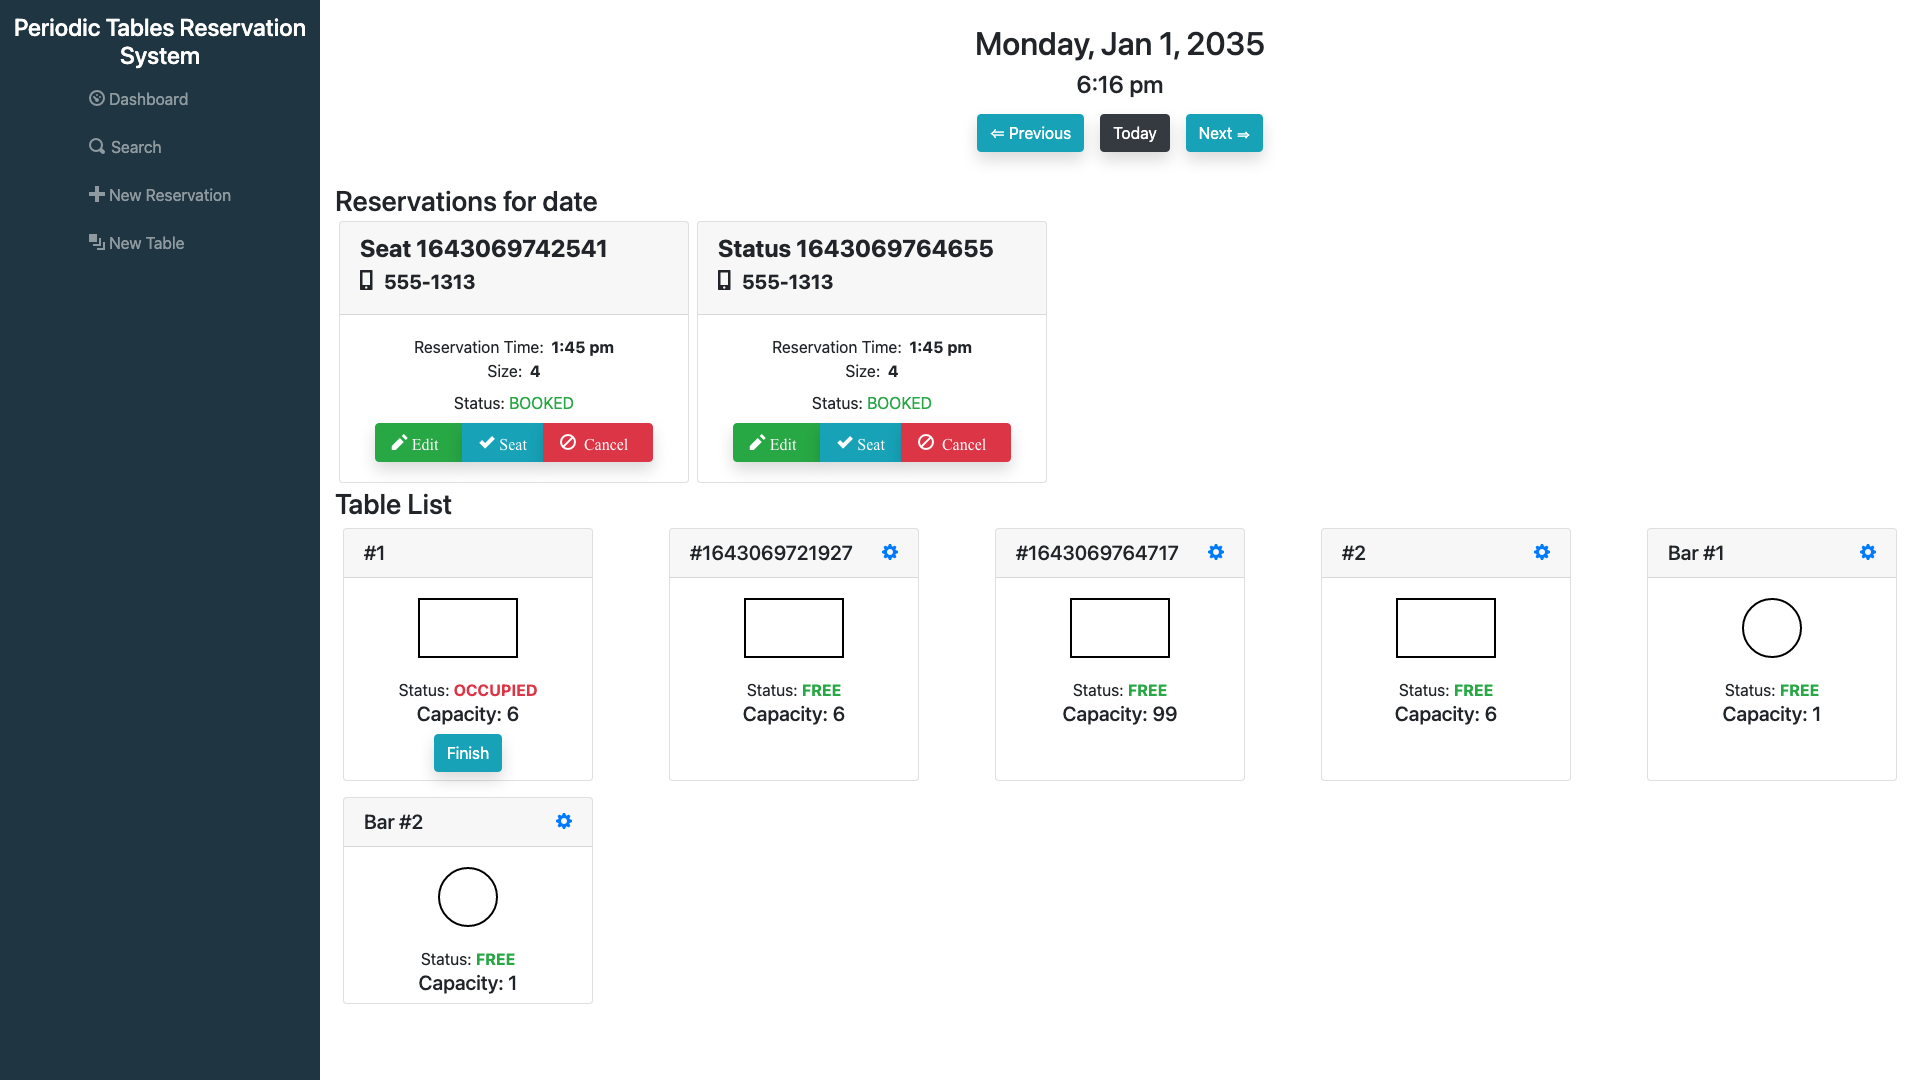 Periodic Tables Reservation
System
Dashboard
Search
New Reservation
New Table
Monday, Jan 1, 2035
6:16 pm
⇐ Previous
Today
Next ⇒
Reservations for date
Seat 1643069742541
555-1313
Reservation Time: 1:45 pm
Size: 4
Status: BOOKED
Edit
Seat
Cancel
Status 1643069764655
555-1313
Reservation Time: 1:45 pm
Size: 4
Status: BOOKED
Edit
Seat
Cancel
Table List
#1
Status: OCCUPIED
Capacity: 6
Finish
#1643069721927
Status: FREE
Capacity: 6
#1643069764717
Status: FREE
Capacity: 99
#2
Status: FREE
Capacity: 6
Bar #1
Status: FREE
Capacity: 1
Bar #2
Status: FREE
Capacity: 1